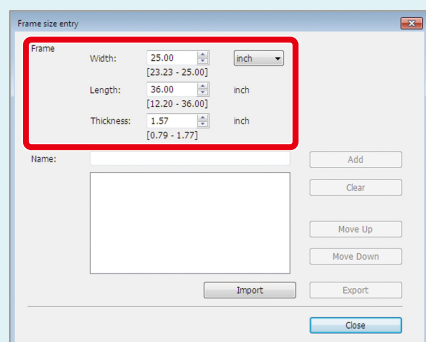 Frame size entry
Frame
Width: 25.00 inch
[23.23 - 25.00]
Length: 36.00 inch
[12.20 - 36.00]
Thickness: 1.57 inch
[0.79 - 1.77]
Name: Add
Clear
Move Up
Move Down
Import Export
Close